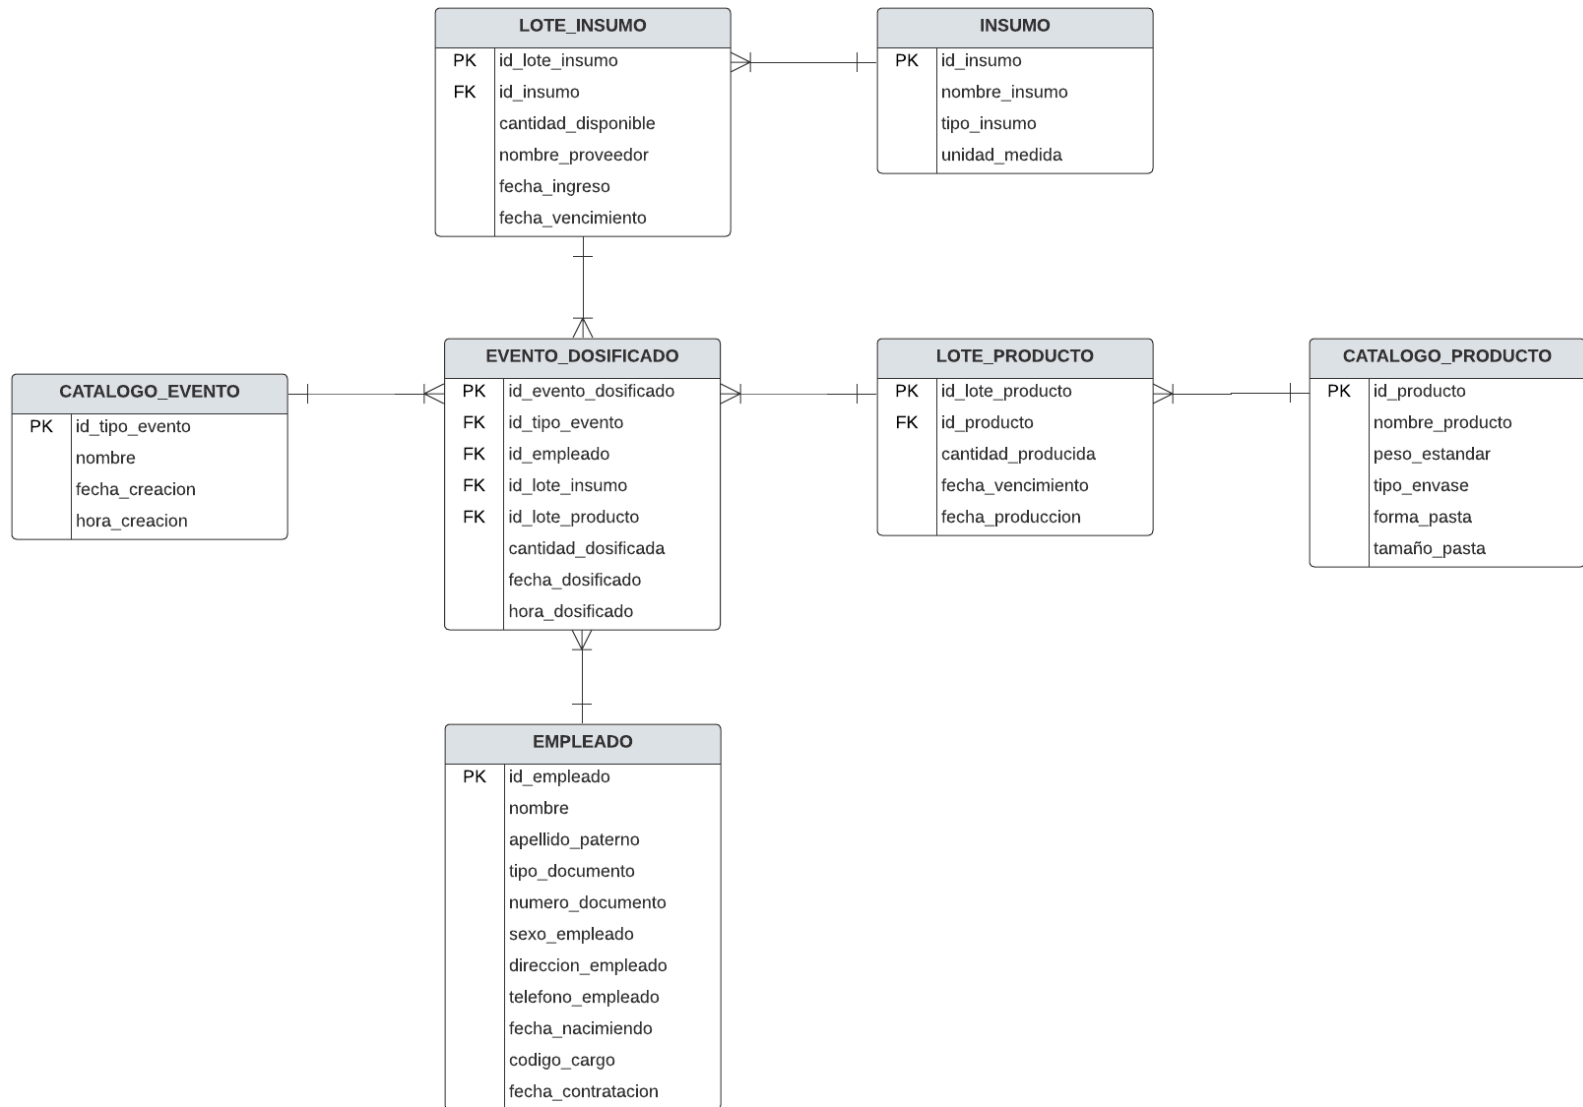 LOTE_INSUMO
PK id_lote_insumo
FK id_insumo
cantidad_disponible
nombre_proveedor
fecha_ingreso
fecha_vencimiento
INSUMO
PK id_insumo
nombre_insumo
tipo_insumo
unidad_medida
CATALOGO_EVENTO
PK id_tipo_evento
nombre
fecha_creacion
hora_creacion
EVENTO_DOSIFICADO
PK id_evento_dosificado
FK id_tipo_evento
FK id_empleado
FK id_lote_insumo
FK id_lote_producto
cantidad_dosificada
fecha_dosificado
hora_dosificado
LOTE_PRODUCTO
PK id_lote_producto
FK id_producto
cantidad_producida
fecha_vencimiento
fecha_produccion
CATALOGO_PRODUCTO
PK id_producto
nombre_producto
peso_estandar
tipo_envase
forma_pasta
tamaño_pasta
EMPLEADO
PK id_empleado
nombre
apellido_paterno
tipo_documento
numero_documento
sexo_empleado
direccion_empleado
telefono_empleado
fecha_nacimiendo
codigo_cargo
fecha_contratacion